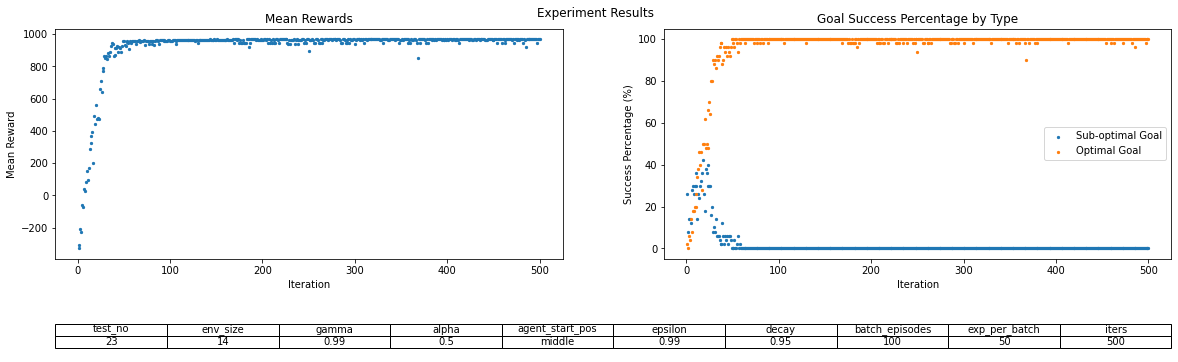 Experiment Results
Mean Rewards
1000
800
600
400
200
0
−200
Mean Reward
0 100 200 300 400 500
Iteration
Goal Success Percentage by Type
100
80
60
40
20
0
Success Percentage (%)
Sub-optimal Goal
Optimal Goal
0 100 200 300 400 500
Iteration
test_no env_size gamma alpha agent_start_pos epsilon decay batch_episodes exp_per_batch iters
23 14 0.99 0.5 middle 0.99 0.95 100 50 500